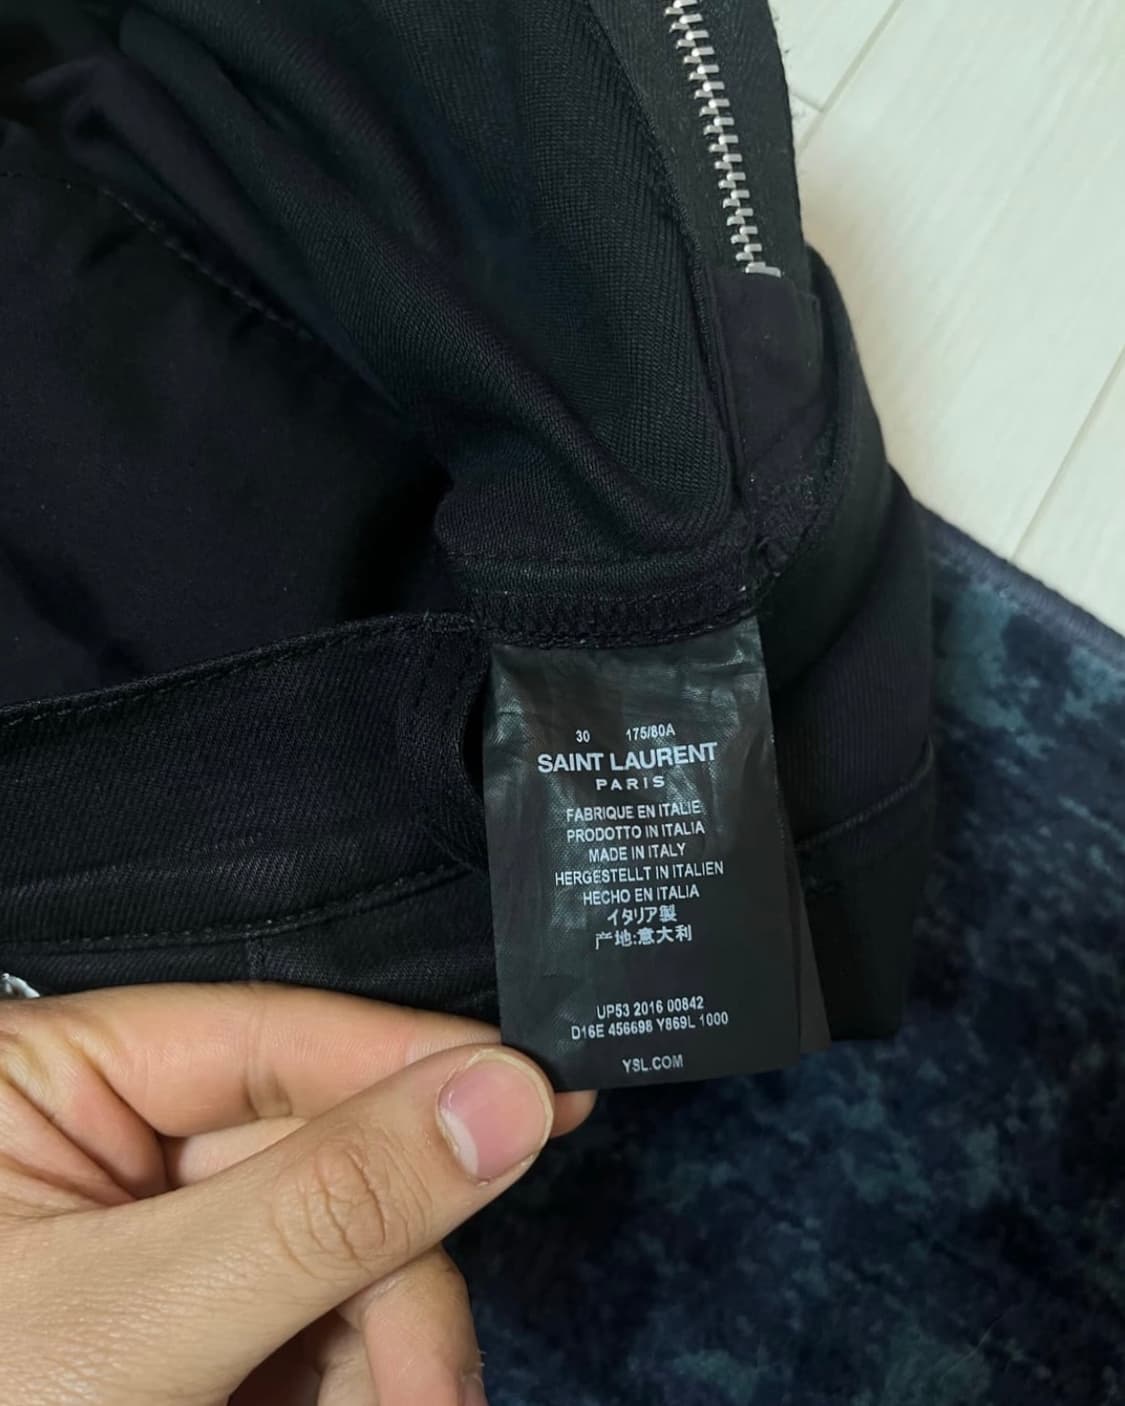 30 175/80A
SAINT LAURENT
PARIS
FABRIQUE EN ITALIE
PRODOTTO IN ITALIA
MADE IN ITALY
HERGESTELLT IN ITALIEN
HECHO EN ITALIA
イタリア製
产地:意大利
UP53 2016 00842
D16E 456698 Y869L 1000
YSL.COM